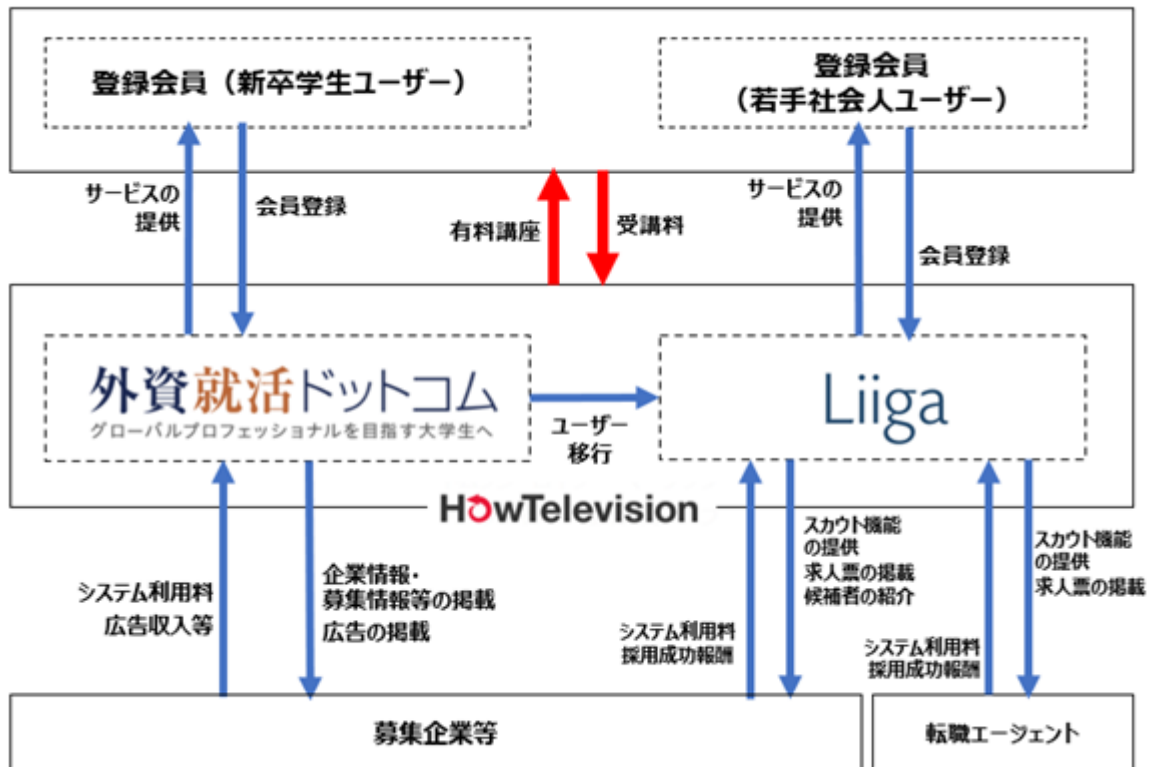 登録会員（新卒学生ユーザー）
登録会員
（若手社会人ユーザー）
サービスの
提供
会員登録
有料講座
受講料
サービスの
提供
会員登録
外資就活ドットコム
グローバルプロフェッショナルを目指す大学生へ
ユーザー
移行
Liiga
HowTelevision
システム利用料
広告収入等
企業情報・
募集情報等の掲載
広告の掲載
システム利用料
採用成功報酬
スカウト機能
の提供
求人票の掲載
候補者の紹介
システム利用料
採用成功報酬
スカウト機能
の提供
求人票の掲載
募集企業等
転職エージェント